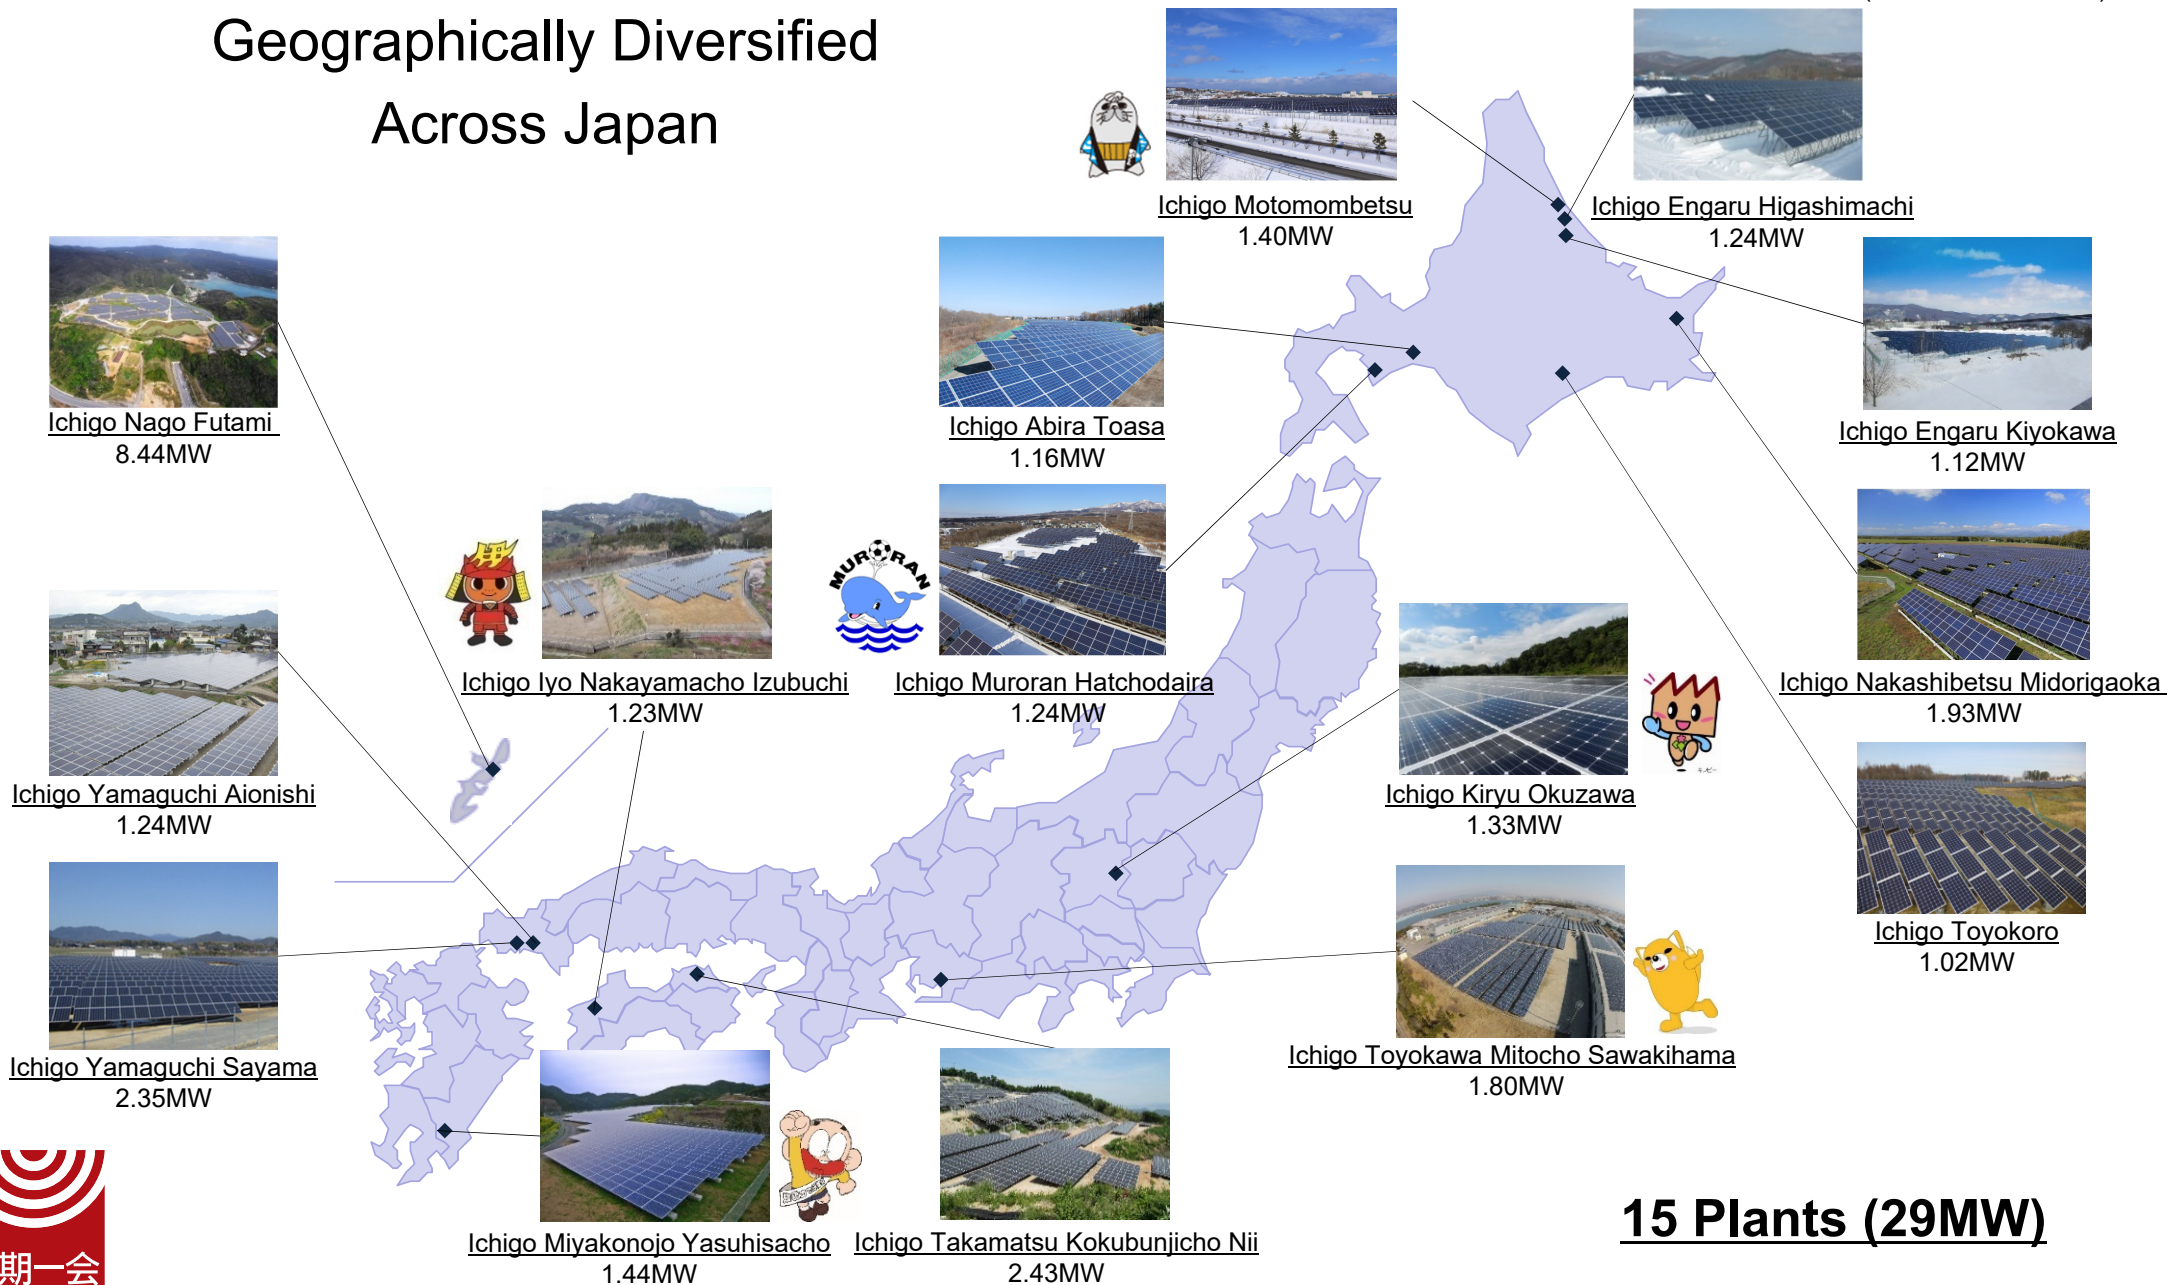 Geographically Diversified
Across Japan
Ichigo Motomombetsu
1.40MW
Ichigo Engaru Higashimachi
1.24MW
Ichigo Nago Futami
8.44MW
Ichigo Abira Toasa
1.16MW
Ichigo Engaru Kiyokawa
1.12MW
MURORAN
Ichigo Iyo Nakayamacho Izubuchi
1.23MW
Ichigo Muroran Hatchodaira
1.24MW
Ichigo Nakashibetsu Midorigaoka
1.93MW
Ichigo Yamaguchi Aionishi
1.24MW
Ichigo Kiryu Okuzawa
1.33MW
Ichigo Toyokoro
1.02MW
Ichigo Yamaguchi Sayama
2.35MW
Ichigo Toyokawa Mitocho Sawakihama
1.80MW
Ichigo Miyakonojo Yasuhisacho
1.44MW
Ichigo Takamatsu Kokubunjicho Nii
2.43MW
15 Plants (29MW)
期一会